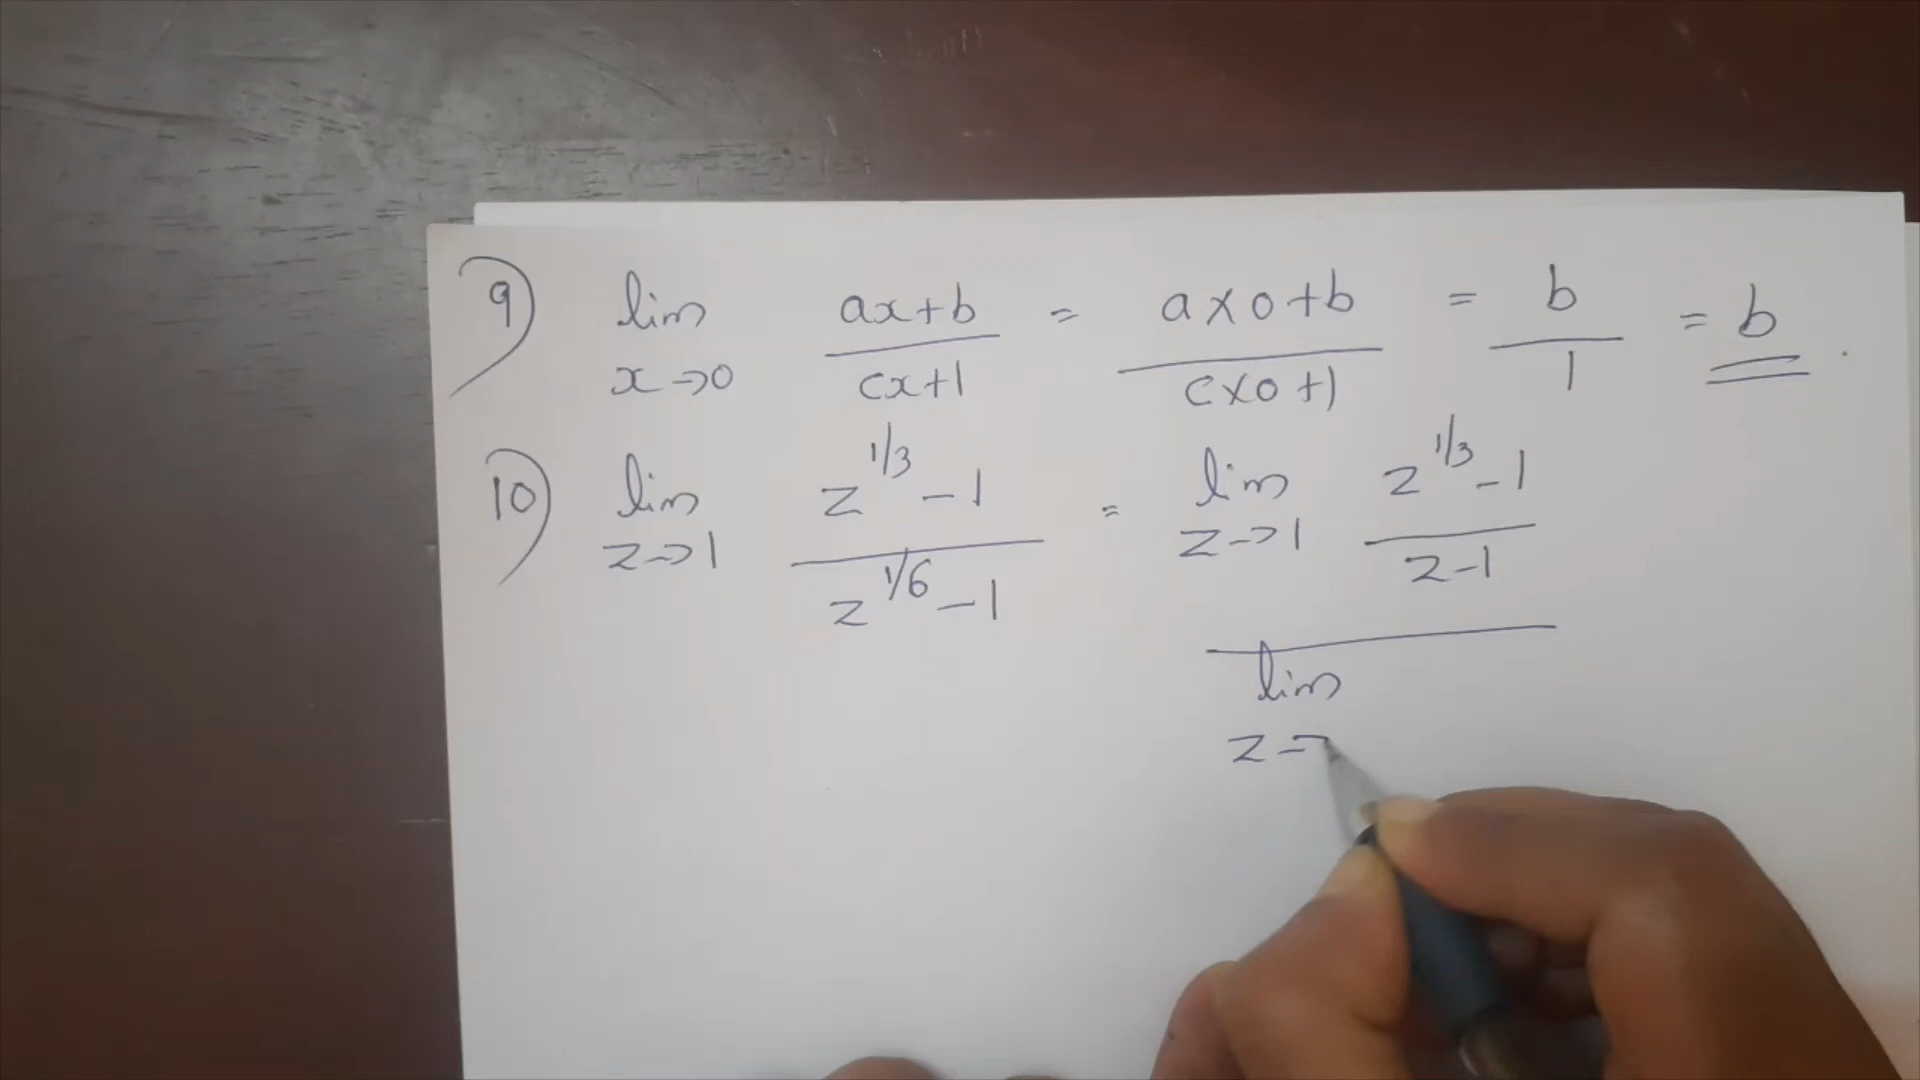 9) lim x→0 ax+b / cx+1 = a×0+b / c×0+1 = b / 1 = b
10) lim z→1 z^1/3 - 1 / z^1/6 - 1 = lim z→1 z^1/3 - 1 / z-1
lim z→